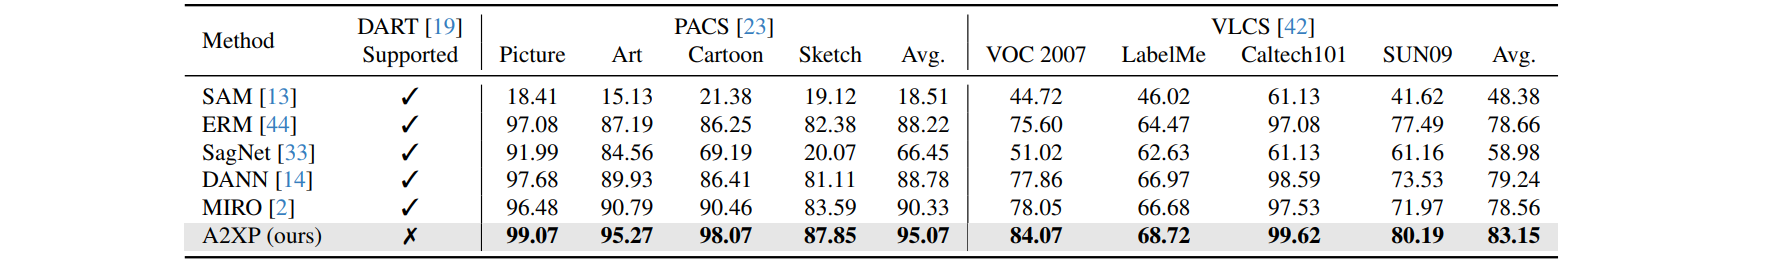 Method DART [19] Supported PACS [23] VLCS [42]
Picture Art Cartoon Sketch Avg. VOC 2007 LabelMe Caltech101 SUN09 Avg.
SAM [13] ✓ 18.41 15.13 21.38 19.12 18.51 44.72 46.02 61.13 41.62 48.38
ERM [44] ✓ 97.08 87.19 86.25 82.38 88.22 75.60 64.47 97.08 77.49 78.66
SagNet [33] ✓ 91.99 84.56 69.19 20.07 66.45 51.02 62.63 61.13 61.16 58.98
DANN [14] ✓ 97.68 89.93 86.41 81.11 88.78 77.86 66.97 98.59 73.53 79.24
MIRO [2] ✓ 96.48 90.79 90.46 83.59 90.33 78.05 66.68 97.53 71.97 78.56
A2XP (ours) ✗ 99.07 95.27 98.07 87.85 95.07 84.07 68.72 99.62 80.19 83.15